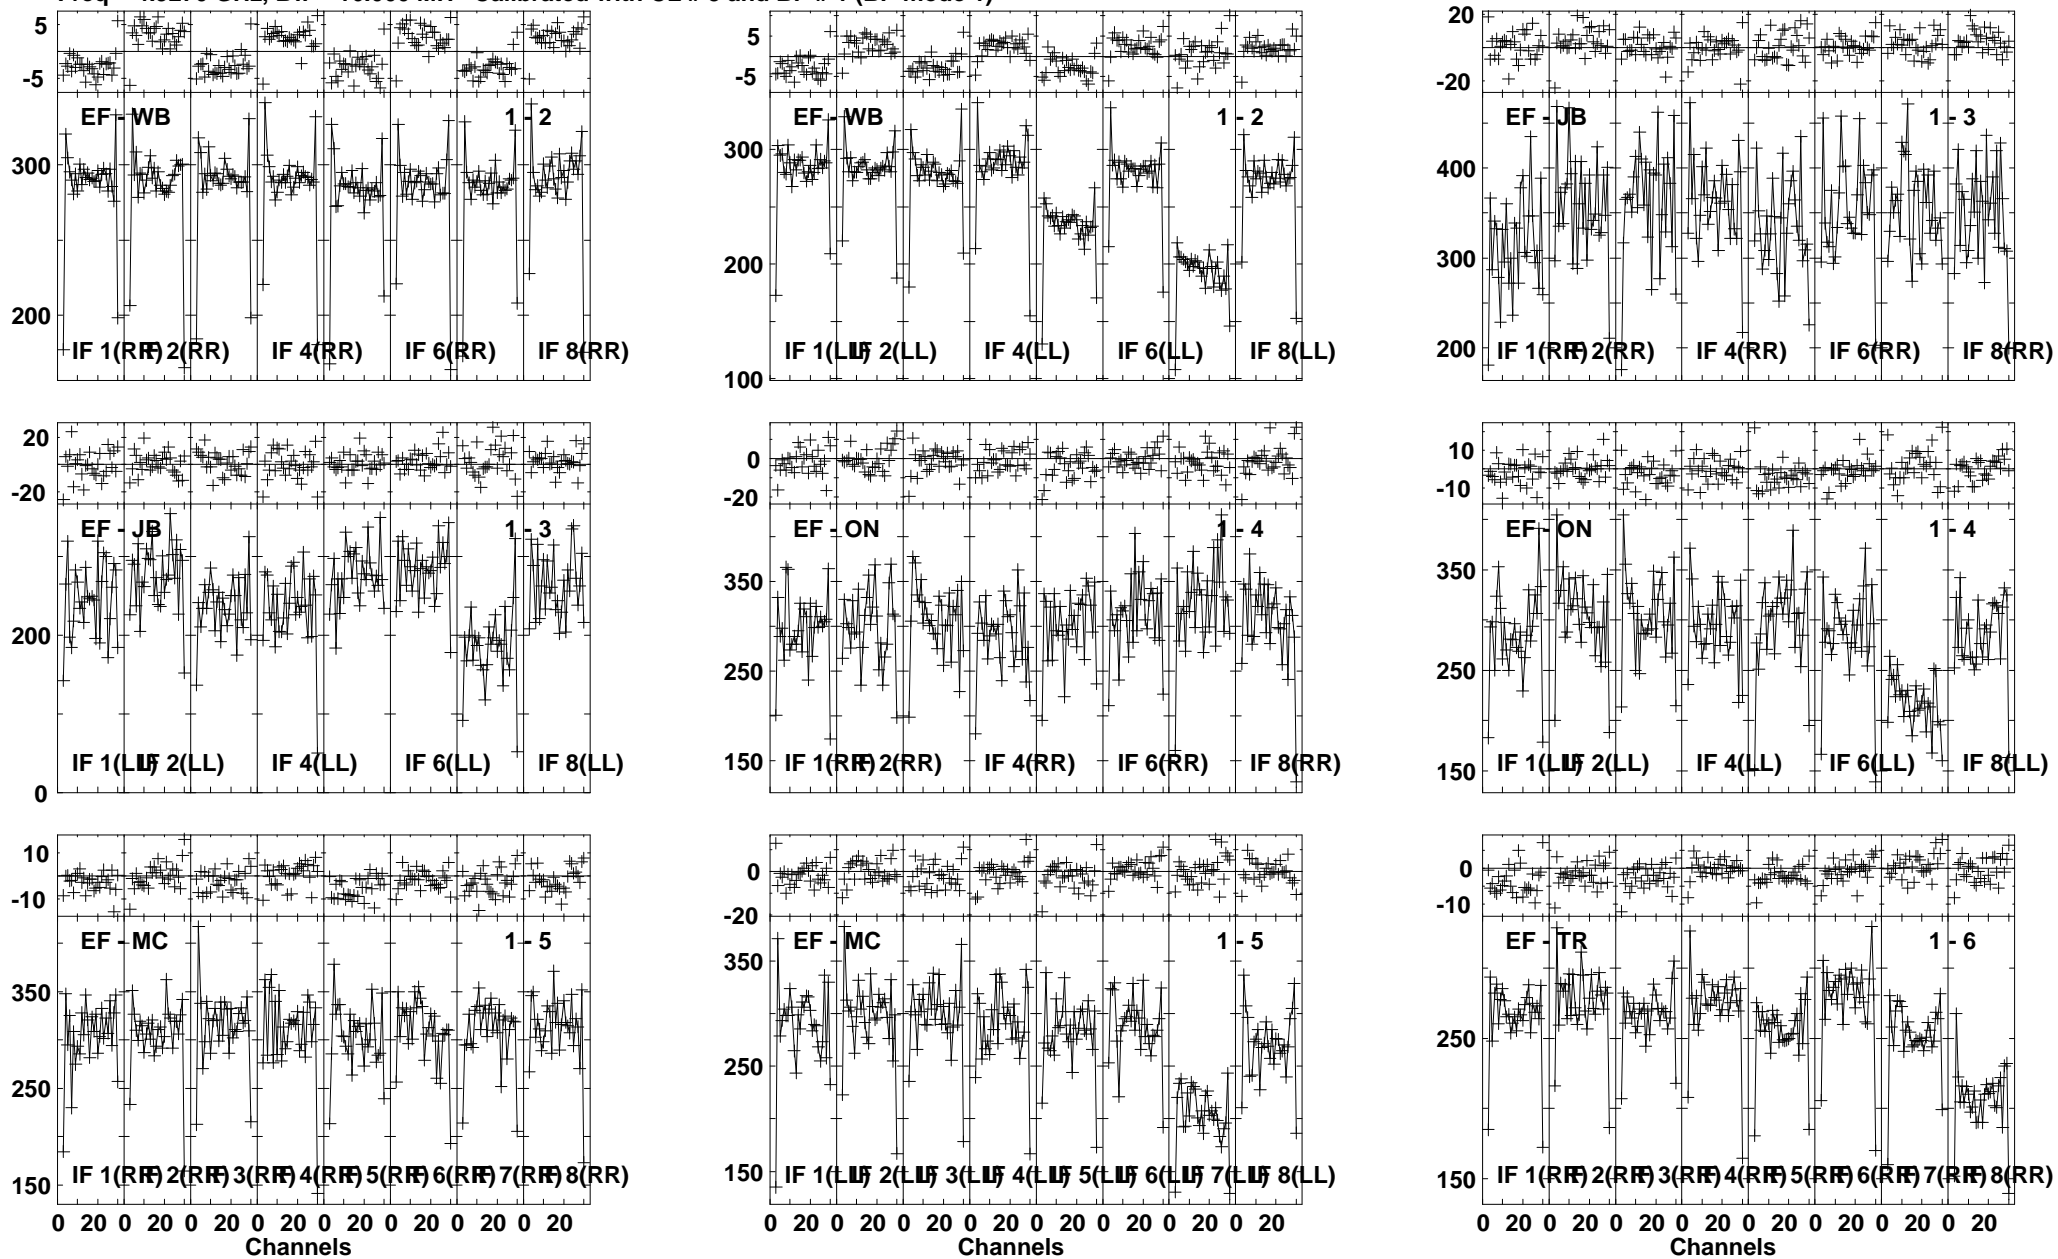 5
-5
EF - WB 1 - 2
300
200
IF 1(RR) IF 2(RR) IF 4(RR) IF 6(RR) IF 8(RR)
5
-5
EF - WB 1 - 2
300
200
100
IF 1(LL) IF 2(LL) IF 4(LL) IF 6(LL) IF 8(LL)
20
-20
EF - JB 1 - 3
400
300
200
IF 1(RR) IF 2(RR) IF 4(RR) IF 6(RR) IF 8(RR)
20
-20
EF - JB 1 - 3
200
0
IF 1(LL) IF 2(LL) IF 4(LL) IF 6(LL) IF 8(LL)
0
-20
EF - ON 1 - 4
350
250
150
IF 1(RR) IF 2(RR) IF 4(RR) IF 6(RR) IF 8(RR)
10
-10
EF - ON 1 - 4
350
250
150
IF 1(LL) IF 2(LL) IF 4(LL) IF 6(LL) IF 8(LL)
10
-10
EF - MC 1 - 5
350
250
150
IF 1(RR) IF 2(RR) IF 3(RR) IF 4(RR) IF 5(RR) IF 6(RR) IF 7(RR) IF 8(RR)
0 20 0 20 0 20 0 20 0 20 0 20 0 20 0 20
Channels
0
-20
EF - MC 1 - 5
350
250
150
IF 1(LL) IF 2(LL) IF 3(LL) IF 4(LL) IF 5(LL) IF 6(LL) IF 7(LL) IF 8(LL)
0 20 0 20 0 20 0 20 0 20 0 20 0 20 0 20
Channels
0
-10
EF - TR 1 - 6
250
150
IF 1(RR) IF 2(RR) IF 3(RR) IF 4(RR) IF 5(RR) IF 6(RR) IF 7(RR) IF 8(RR)
0 20 0 20 0 20 0 20 0 20 0 20 0 20 0 20
Channels